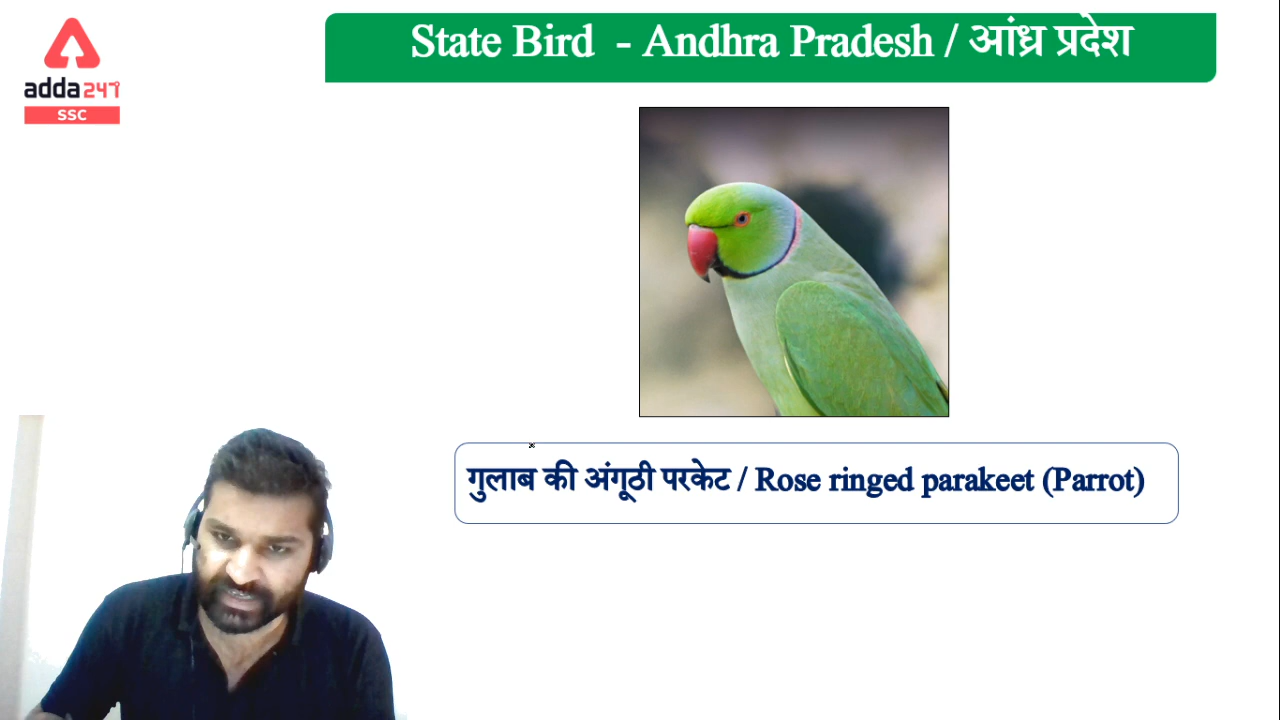 adda247
SSC
State Bird - Andhra Pradesh / आंध्र प्रदेश
गुलाब की अंगूठी परकेट / Rose ringed parakeet (Parrot)